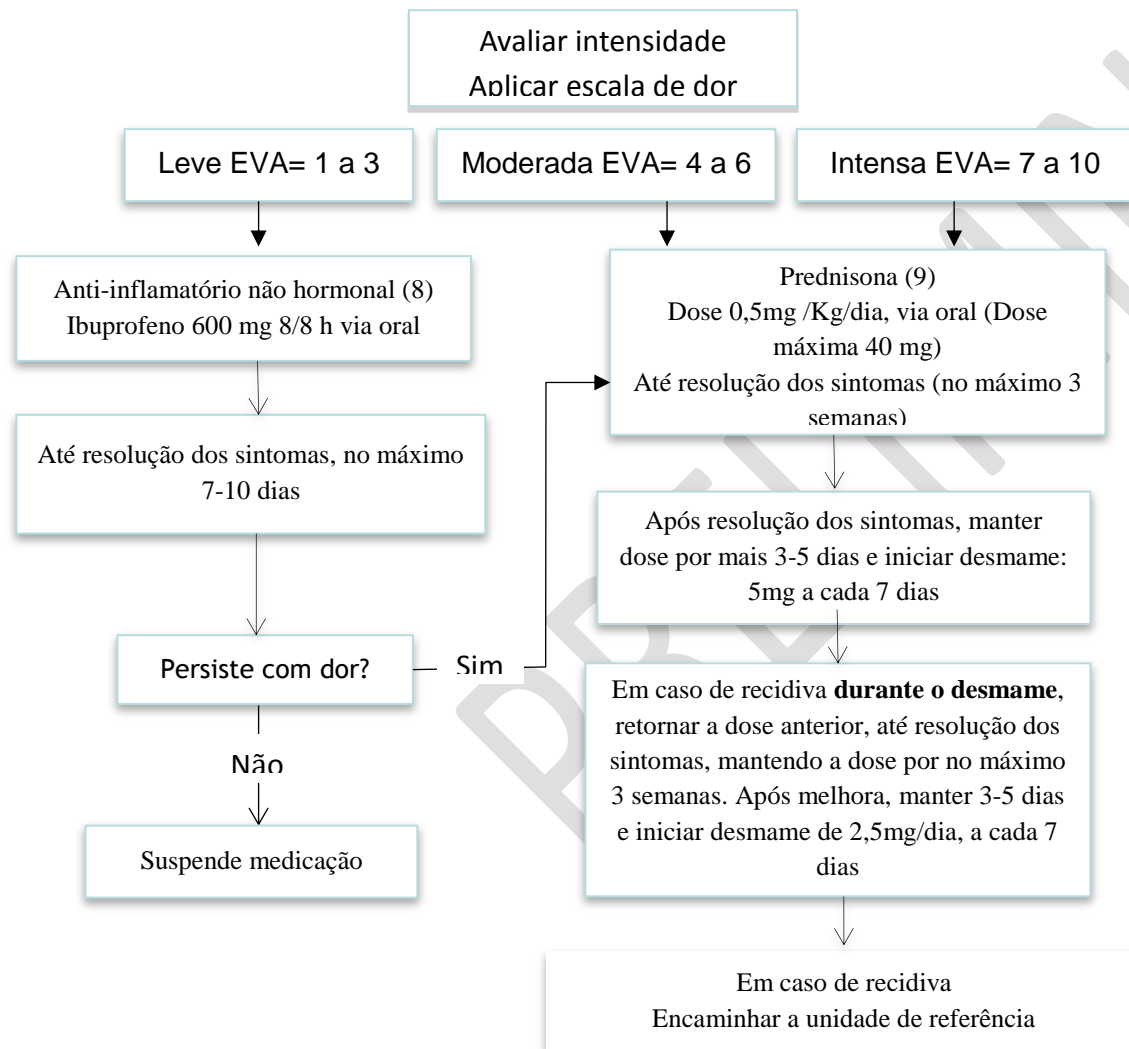 Avaliar intensidade
Aplicar escala de dor
Leve EVA= 1 a 3
Moderada EVA= 4 a 6
Intensa EVA= 7 a 10
Anti-inflamatório não hormonal (8)
Ibuprofeno 600 mg 8/8 h via oral
Prednisona (9)
Dose 0,5mg /Kg/dia, via oral (Dose
máxima 40 mg)
Até resolução dos sintomas (no máximo 3
semanas)
Até resolução dos sintomas, no máximo
7-10 dias
Após resolução dos sintomas, manter
dose por mais 3-5 dias e iniciar desmame:
5mg a cada 7 dias
Persiste com dor?
Sim
Não
Em caso de recidiva durante o desmame,
retornar a dose anterior, até resolução dos
sintomas, mantendo a dose por no máximo
3 semanas. Após melhora, manter 3-5 dias
e iniciar desmame de 2,5mg/dia, a cada 7
dias
Suspende medicação
Em caso de recidiva
Encaminhar a unidade de referência